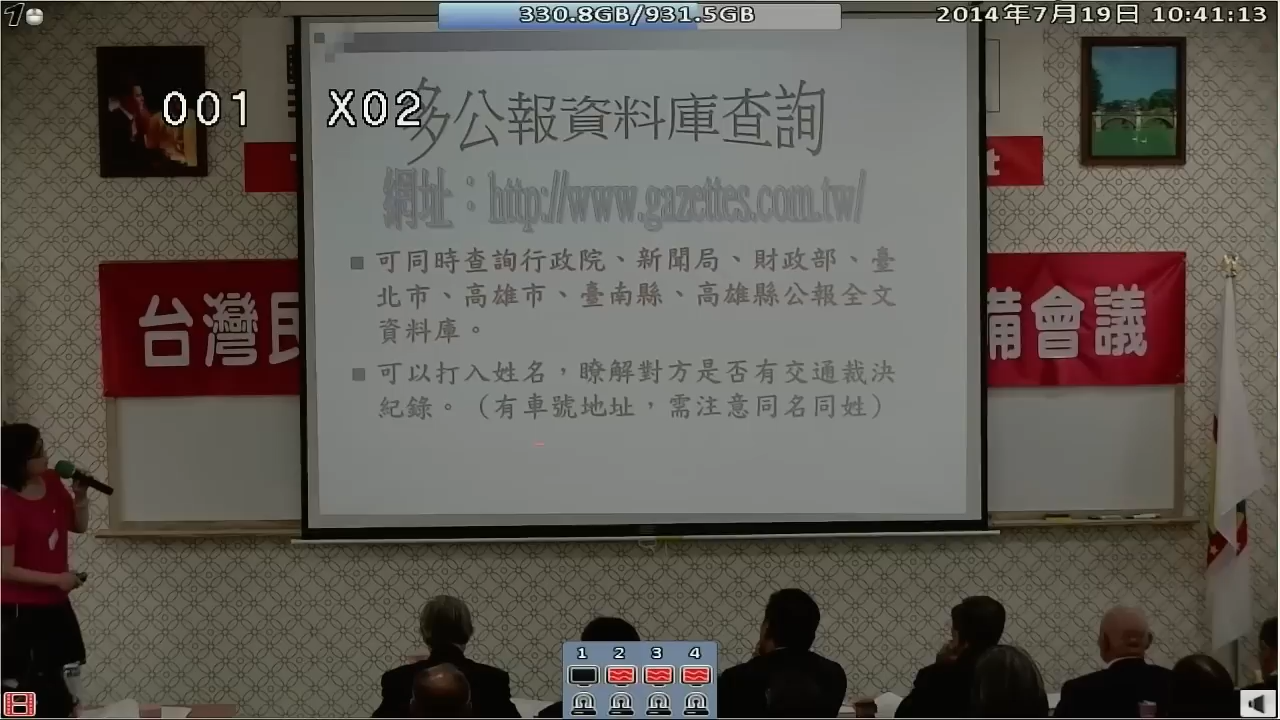 330.8GB/931.5GB
2014年7月19日 10:41:13
001 X02
多公報資料庫查詢
網址：http://www.gazettes.com.tw/
可同時查詢行政院、新聞局、財政部、臺
北市、高雄市、臺南縣、高雄縣公報全文
資料庫。
可以打入姓名，瞭解對方是否有交通裁決
紀錄。（有車號地址，需注意同名同姓）
t
台灣民
備會議
1 2 3 4